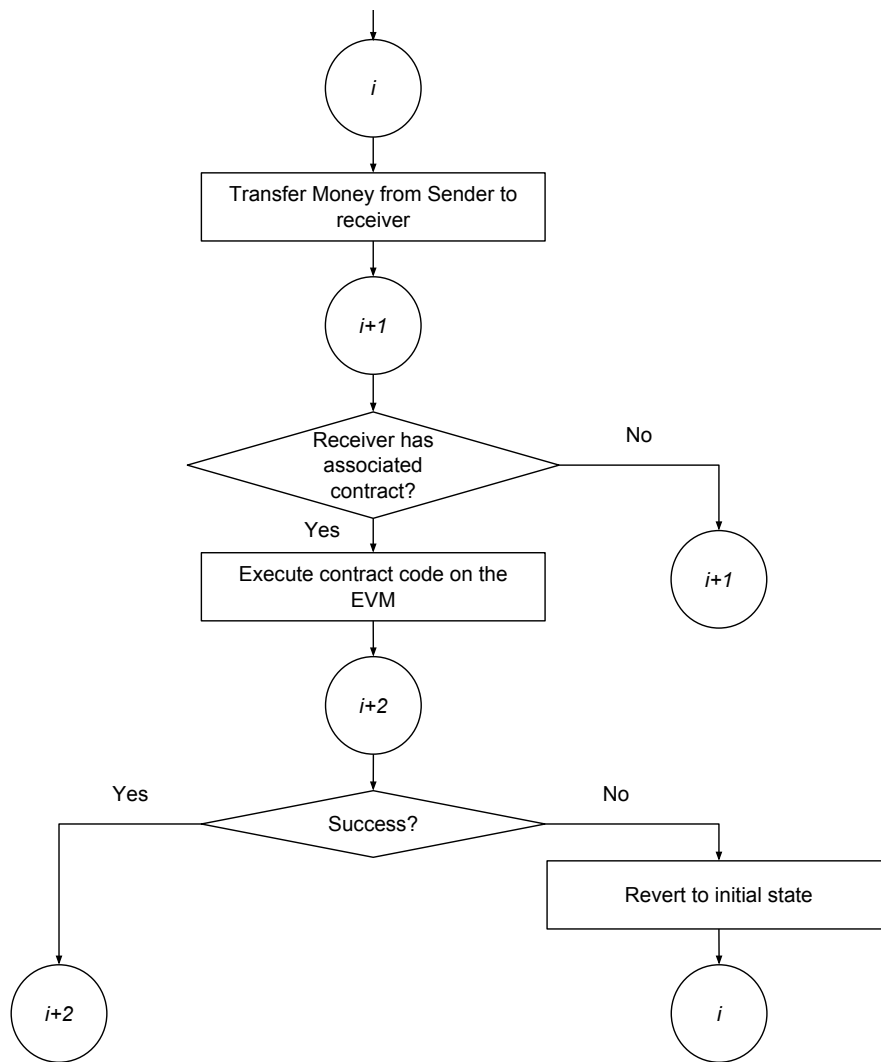 i
Transfer Money from Sender to
receiver
i+1
Receiver has
associated
contract?
No
Yes
Execute contract code on the
EVM
i+1
i+2
Yes
No
Success?
Revert to initial state
i+2
i